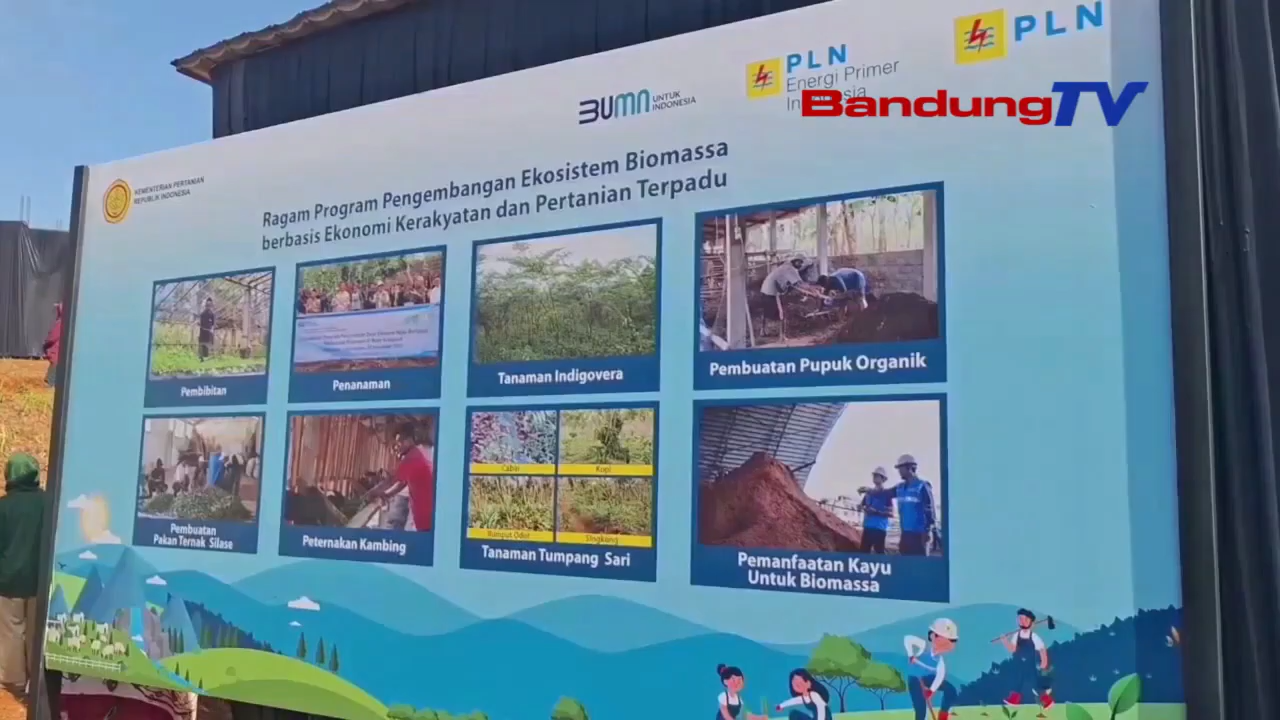 PLN
PLN
Energi Primer
Indonesia
BandungTV
BUMN UNTUK
INDONESIA
KEMENTERIAN PERTANIAN
REPUBLIK INDONESIA
Ragam Program Pengembangan Ekosistem Biomassa
berbasis Ekonomi Kerakyatan dan Pertanian Terpadu
Pembibitan
Penanaman
Tanaman Indigovera
Pembuatan Pupuk Organik
Pembuatan
Pakan Ternak Silase
Peternakan Kambing
Cabin
Kopi
Rumput Odot
Singkong
Tanaman Tumpang Sari
Pemanfaatan Kayu
Untuk Biomassa